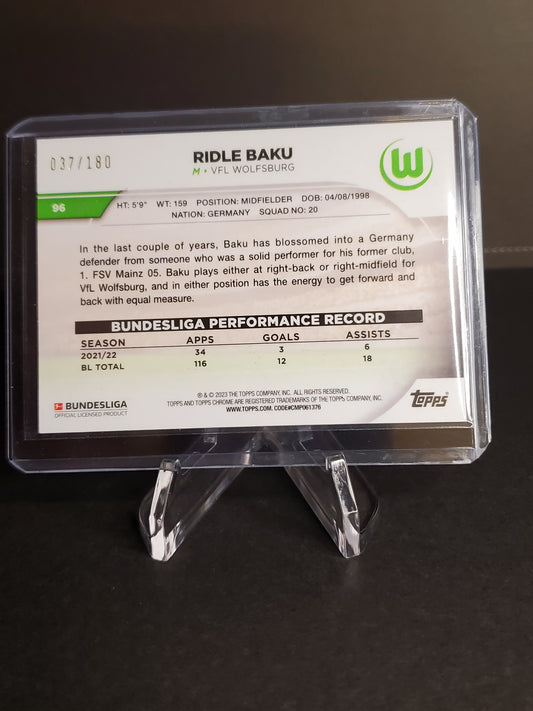 037/180
RIDLE BAKU
M • VFL WOLFSBURG
W
96
HT: 5'9" WT: 159 POSITION: MIDFIELDER DOB: 04/08/1998
NATION: GERMANY SQUAD NO: 20
In the last couple of years, Baku has blossomed into a Germany
defender from someone who was a solid performer for his former club,
1. FSV Mainz 05. Baku plays either at right-back or right-midfield for
VfL Wolfsburg, and in either position has the energy to get forward and
back with equal measure.
BUNDESLIGA PERFORMANCE RECORD
SEASON APPS GOALS ASSISTS
2021/22 34 3 6
BL TOTAL 116 12 18
® & © 2023 THE TOPPS COMPANY, INC. ALL RIGHTS RESERVED.
TOPPS AND TOPPS CHROME ARE REGISTERED TRADEMARKS OF THE TOPPS COMPANY, INC.
WWW.TOPPS.COM. CODE#CMP061376
BUNDESLIGA
OFFICIAL LICENSED PRODUCT
topps